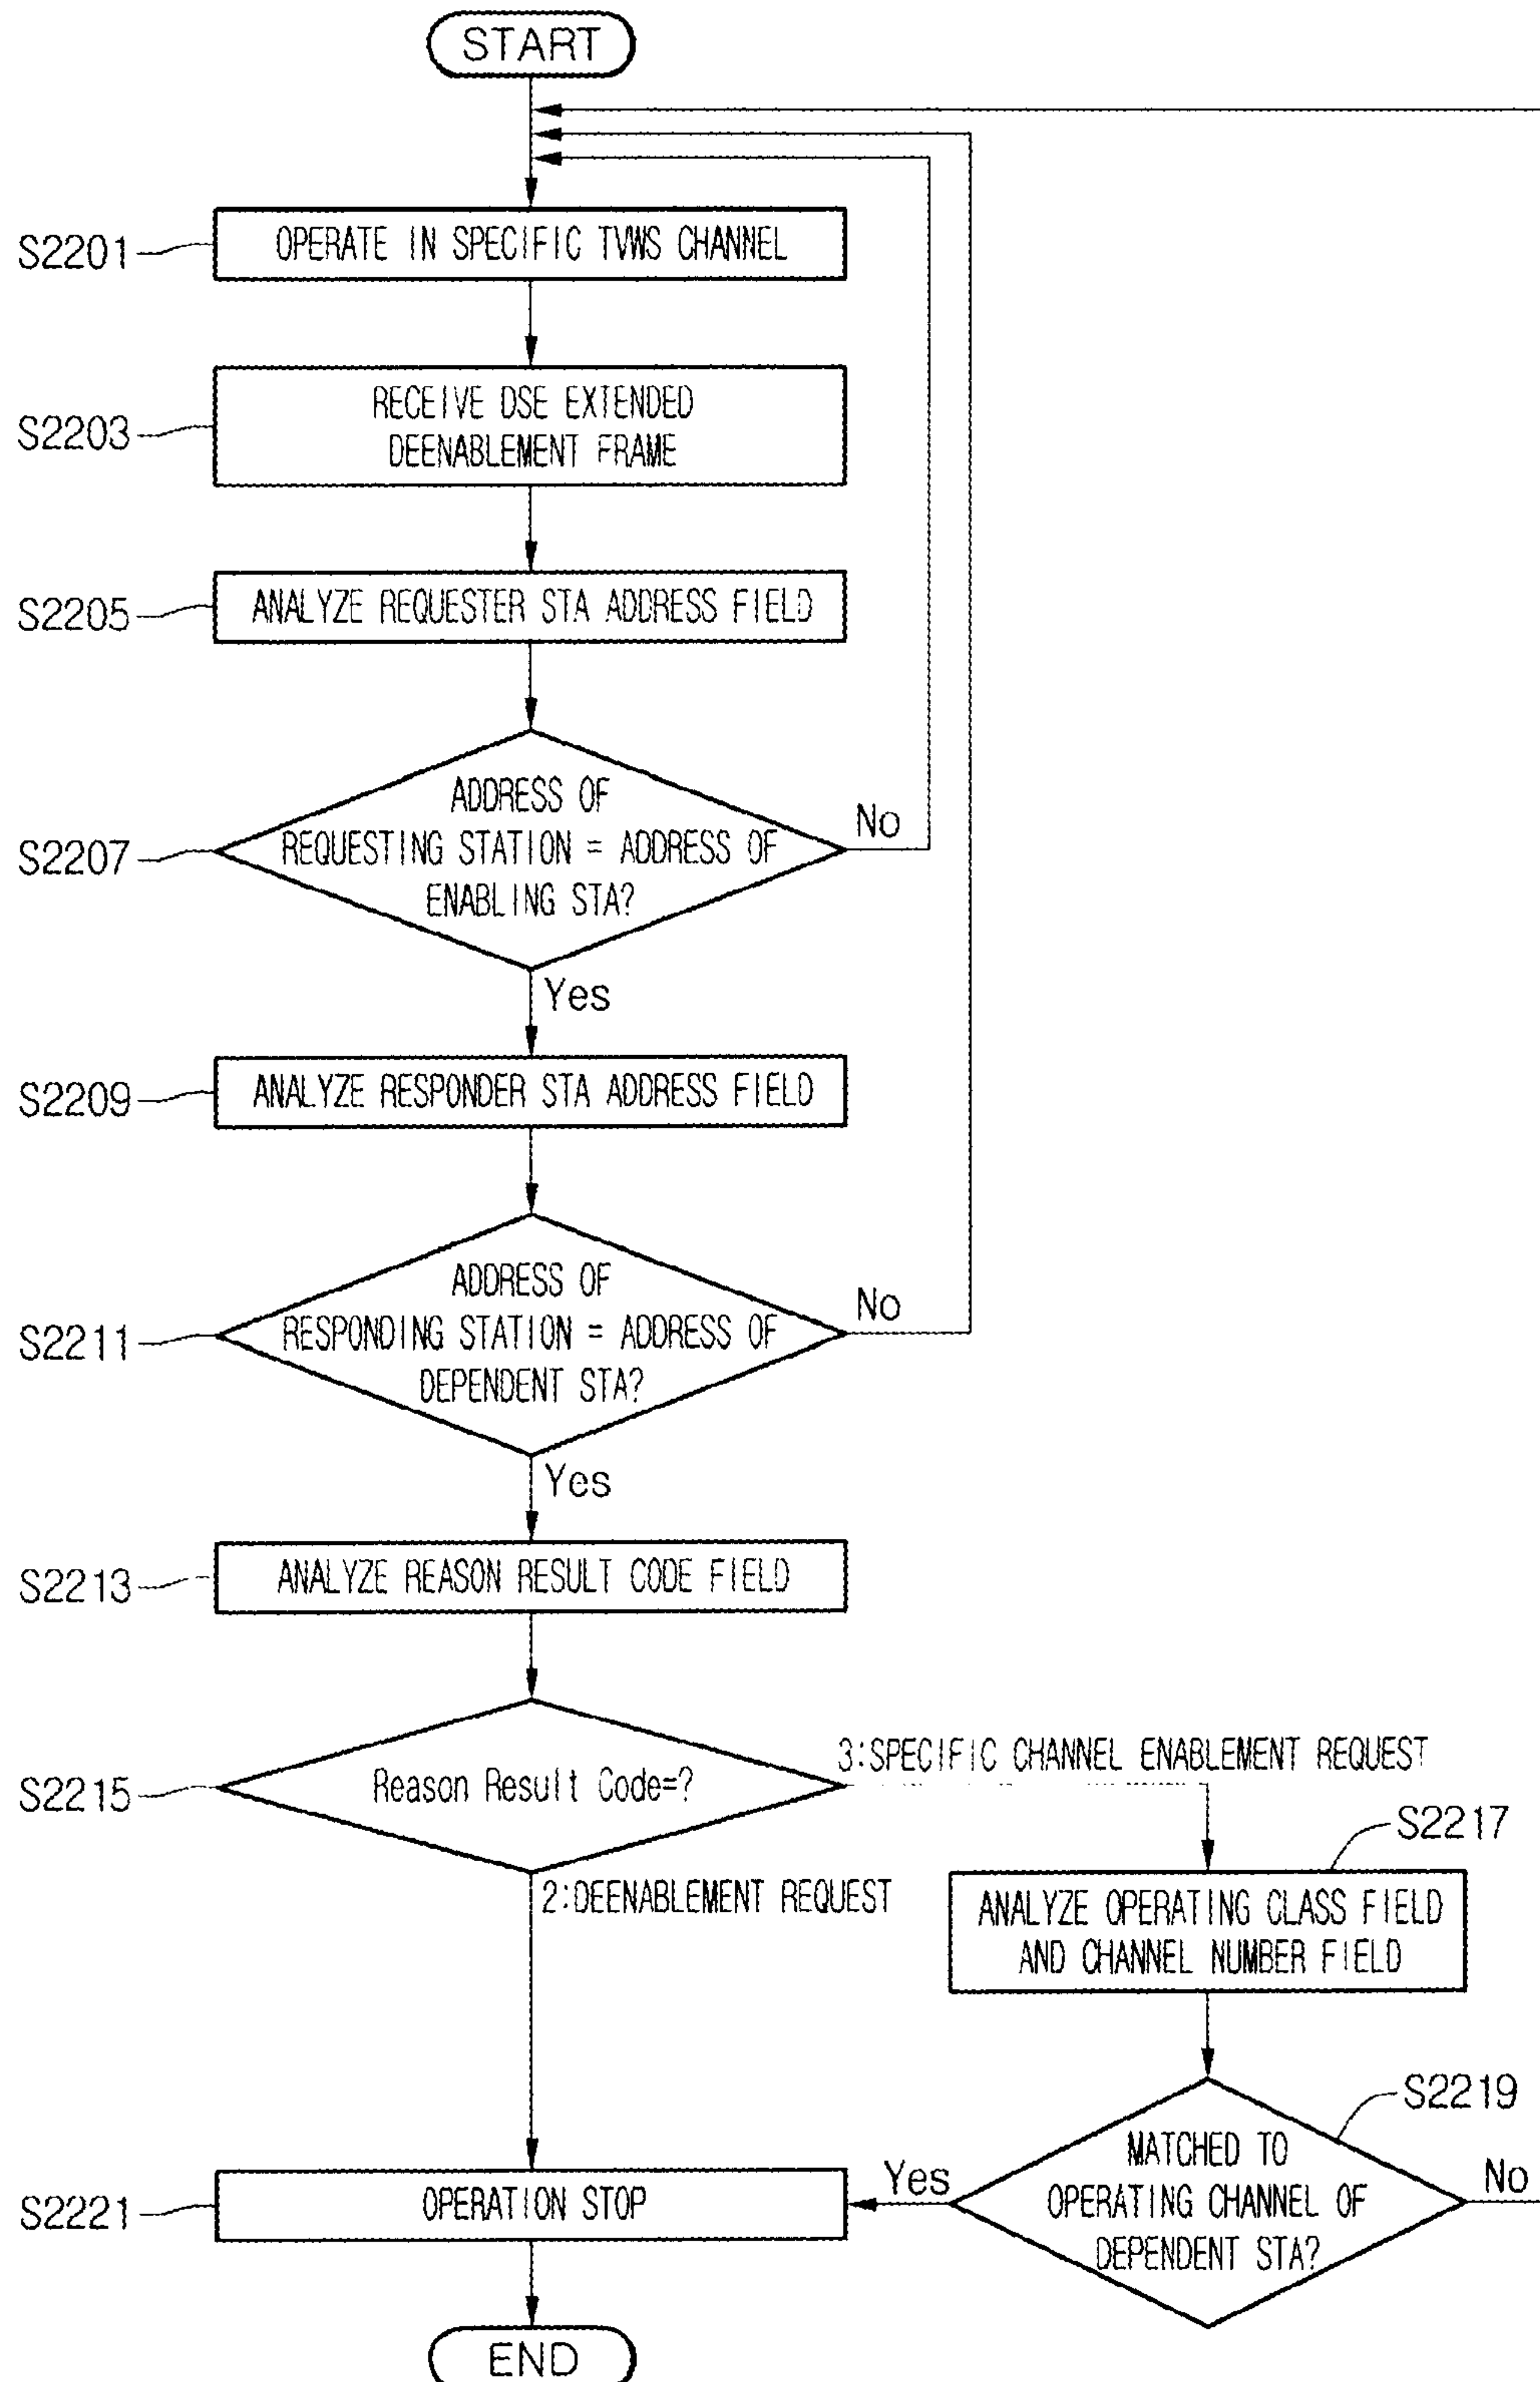 START
S2201
OPERATE IN SPECIFIC TVWS CHANNEL
S2203
RECEIVE DSE EXTENDED
DEENABLEMENT FRAME
S2205
ANALYZE REQUESTER STA ADDRESS FIELD
S2207
ADDRESS OF
REQUESTING STATION = ADDRESS OF
ENABLING STA?
No
Yes
S2209
ANALYZE RESPONDER STA ADDRESS FIELD
S2211
ADDRESS OF
RESPONDING STATION = ADDRESS OF
DEPENDENT STA?
No
Yes
S2213
ANALYZE REASON RESULT CODE FIELD
S2215
Reason Result Code=?
3:SPECIFIC CHANNEL ENABLEMENT REQUEST
2:DEENABLEMENT REQUEST
S2217
ANALYZE OPERATING CLASS FIELD
AND CHANNEL NUMBER FIELD
S2219
MATCHED TO
OPERATING CHANNEL OF
DEPENDENT STA?
Yes
No
S2221
OPERATION STOP
END